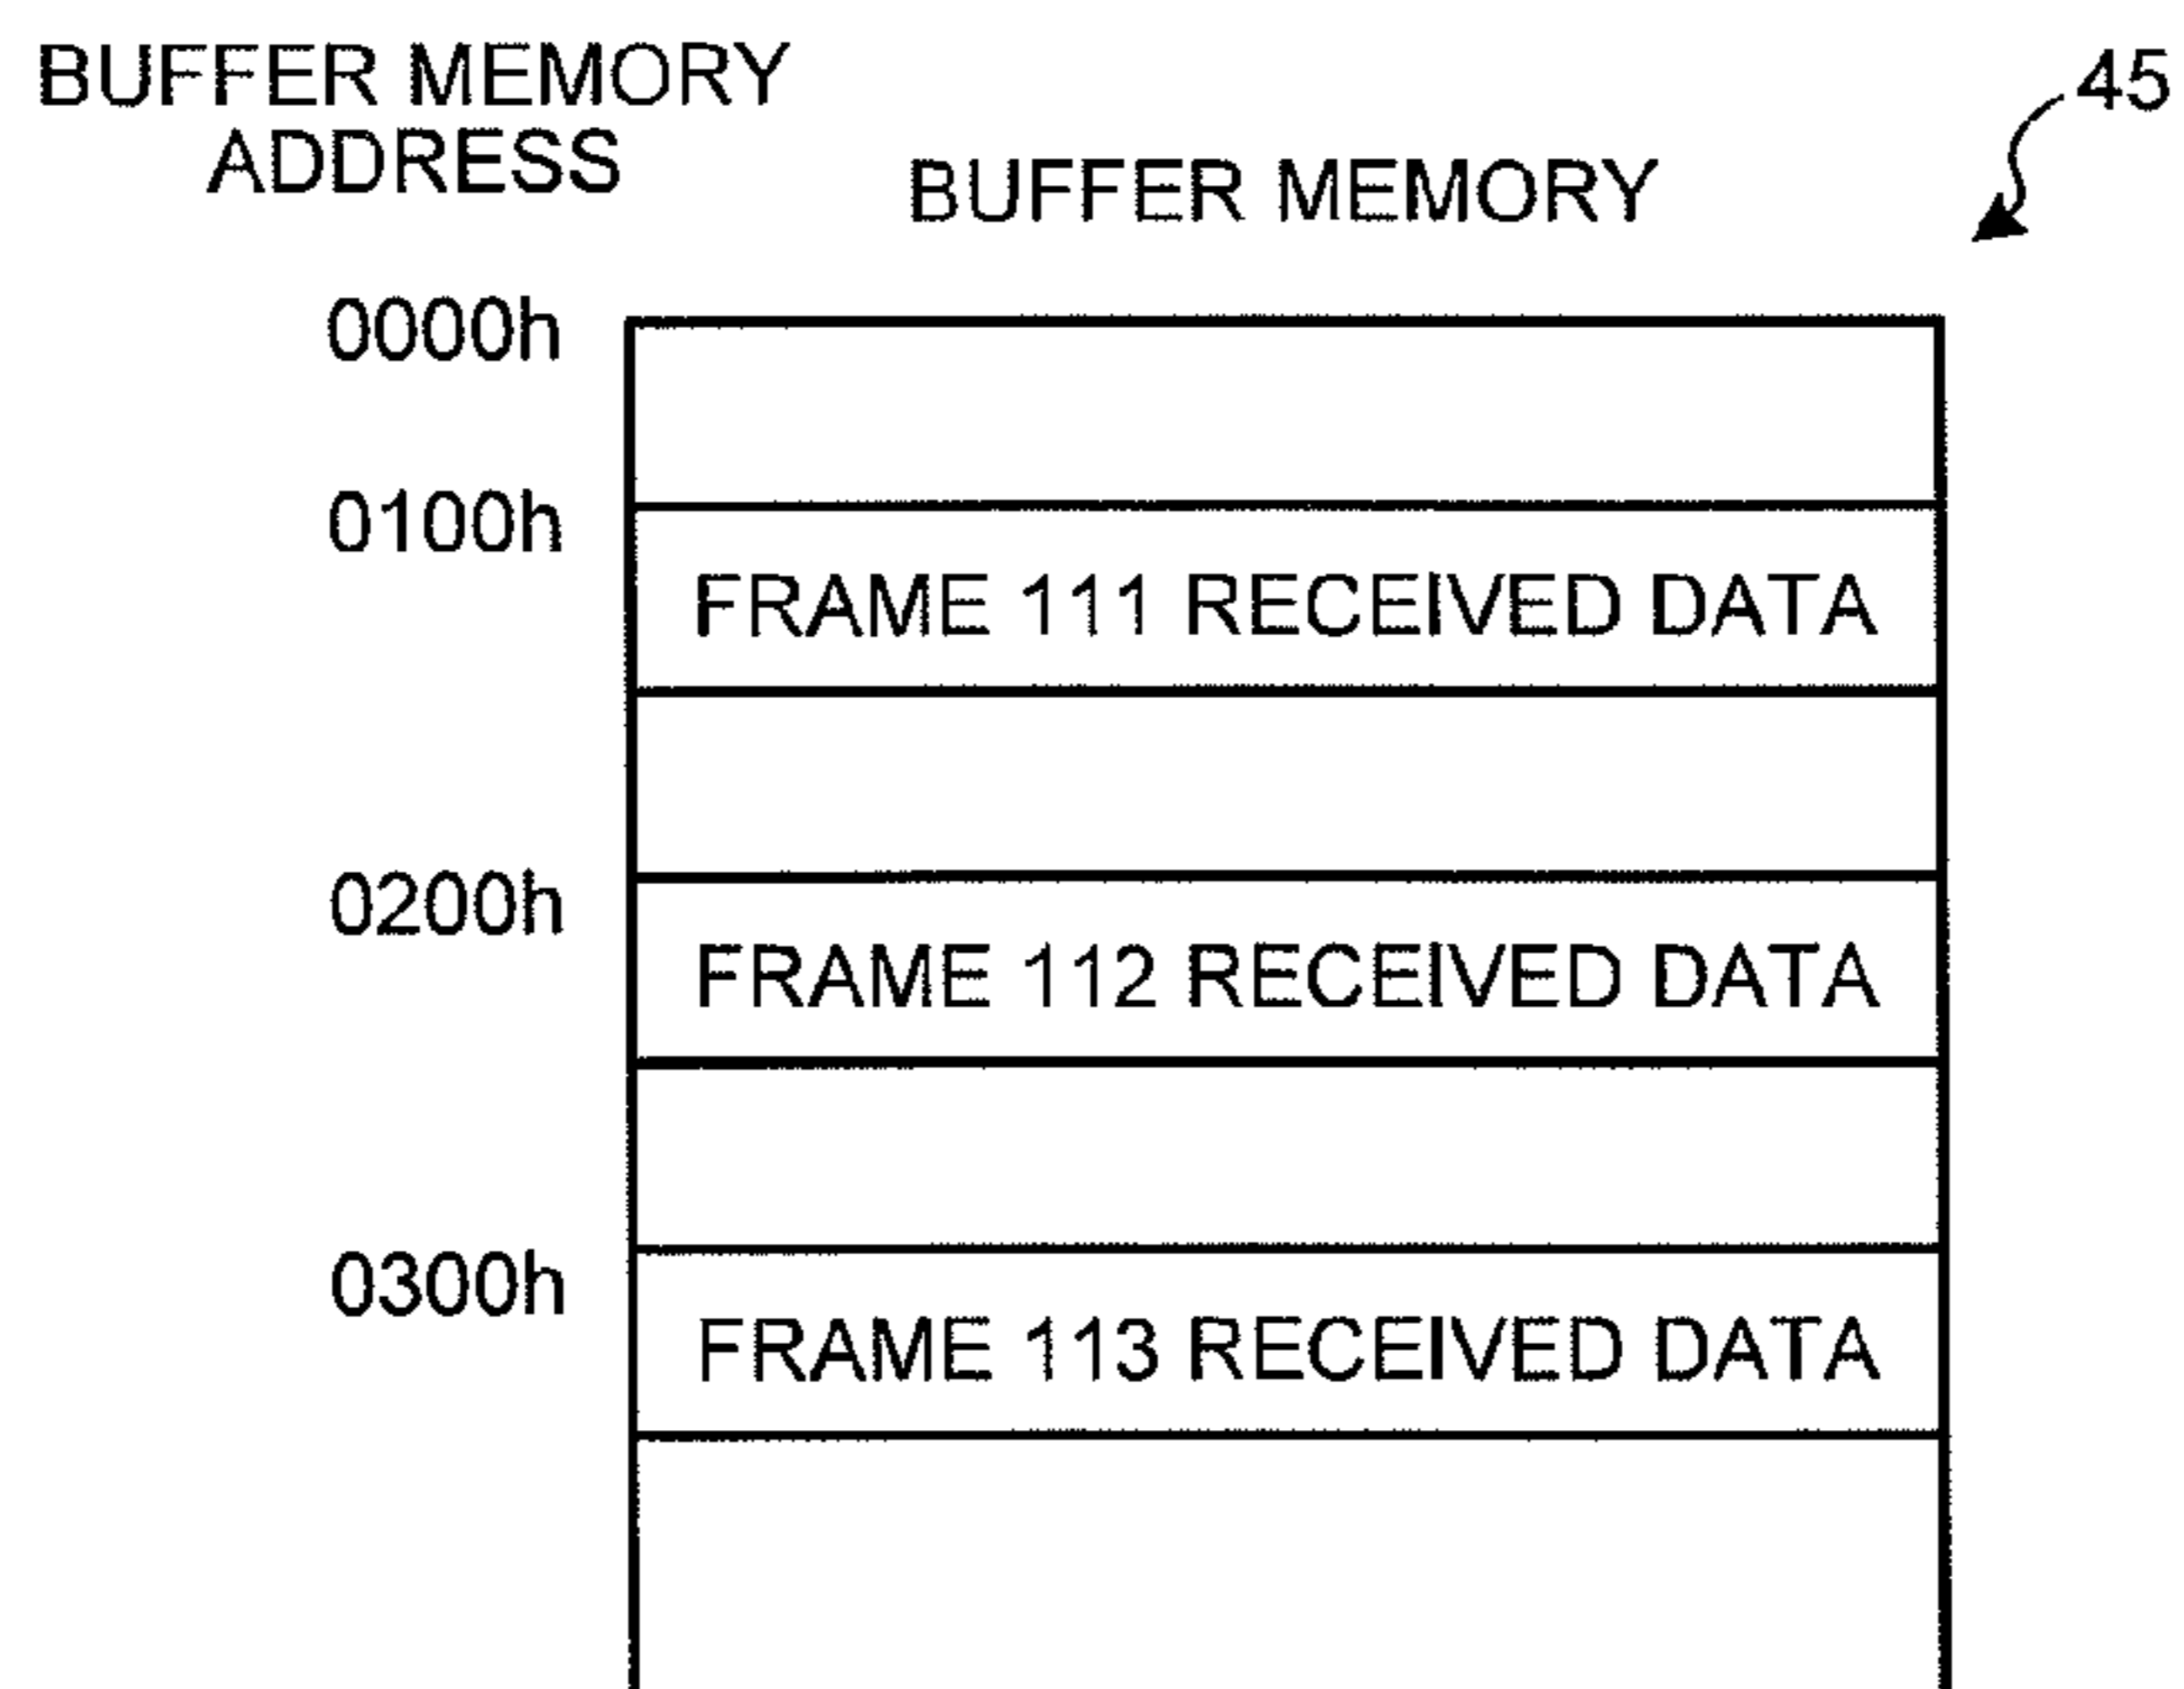 BUFFER MEMORY
ADDRESS
BUFFER MEMORY
45
0000h
0100h
FRAME 111 RECEIVED DATA
0200h
FRAME 112 RECEIVED DATA
0300h
FRAME 113 RECEIVED DATA